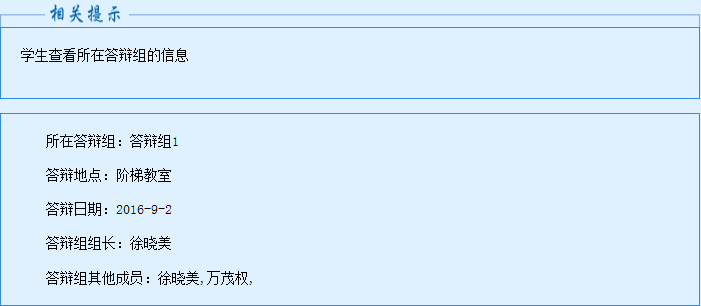 相关提示
学生查看所在答辩组的信息
所在答辩组：答辩组1
答辩地点：阶梯教室
答辩日期：2016-9-2
答辩组组长：徐晓美
答辩组其他成员：徐晓美,万茂权,